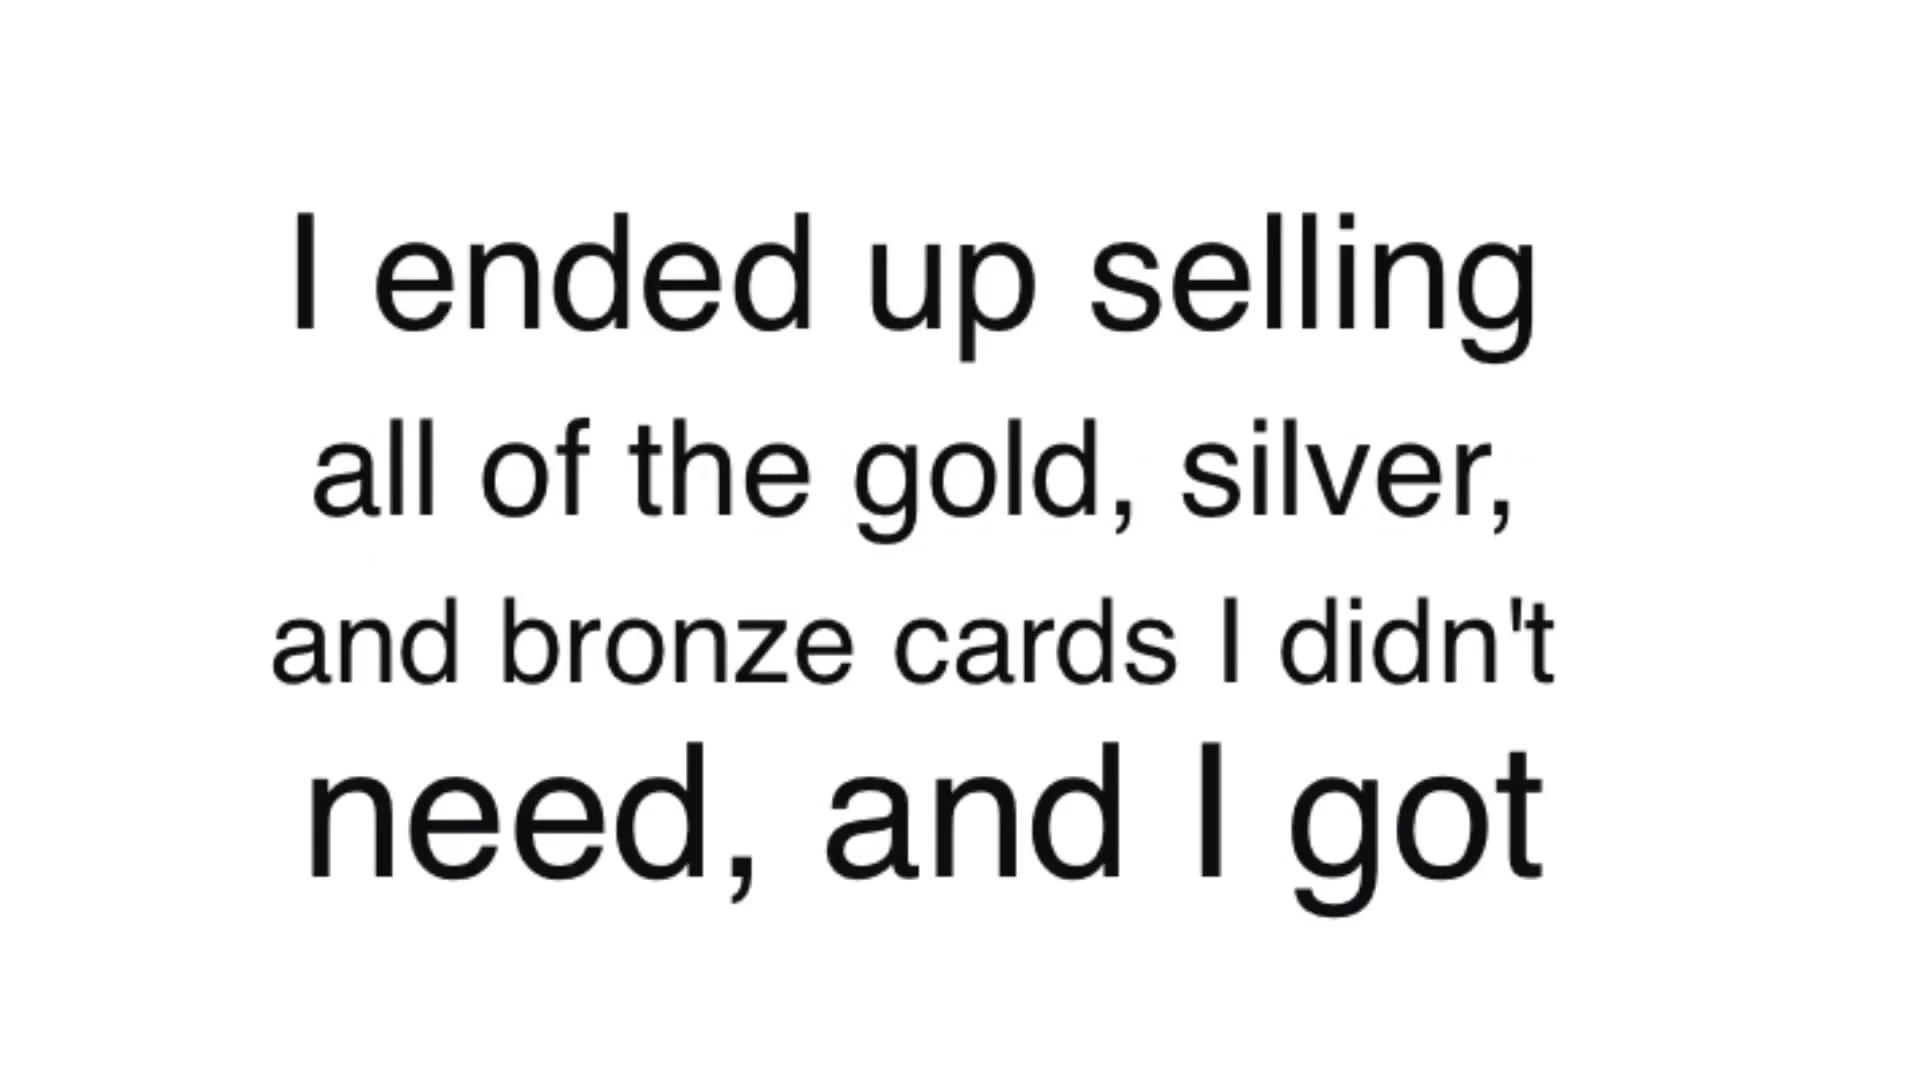 I ended up selling
all of the gold, silver,
and bronze cards I didn't
need, and I got